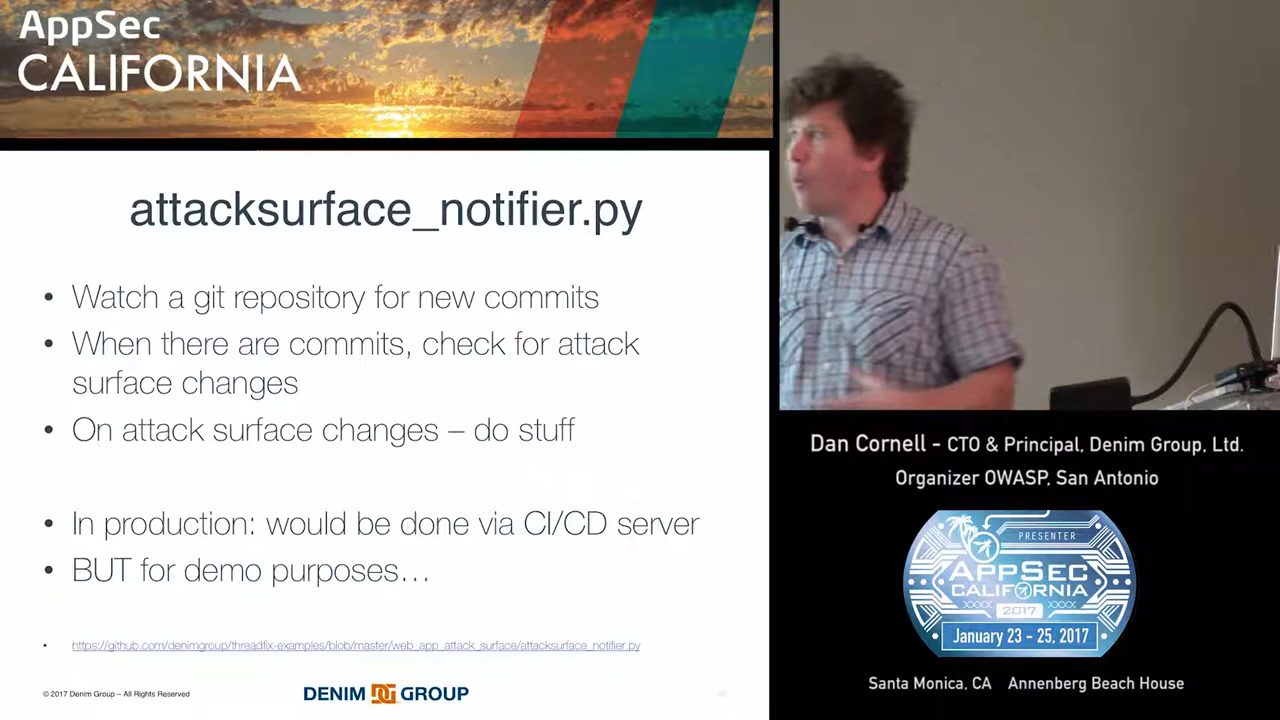 AppSec
CALIFORNIA
attacksurface_notifier.py
• Watch a git repository for new commits
• When there are commits, check for attack
surface changes
• On attack surface changes – do stuff
• In production: would be done via CI/CD server
• BUT for demo purposes…
• https://github.com/denimgroup/threadfix-examples/blob/master/web_app_attack_surface/attacksurface_notifier.py
© 2017 Denim Group – All Rights Reserved
DENIM DG GROUP
Dan Cornell - CTO & Principal, Denim Group, Ltd.
Organizer OWASP, San Antonio
PRESENTER
APPSEC
CALIFORNIA
2017
January 23 - 25, 2017
Santa Monica, CA Annenberg Beach House